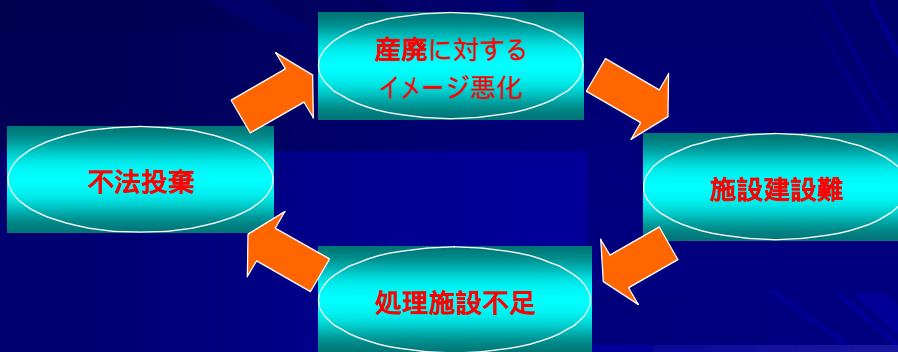 産廃に対する
イメージ悪化
不法投棄
施設建設難
処理施設不足